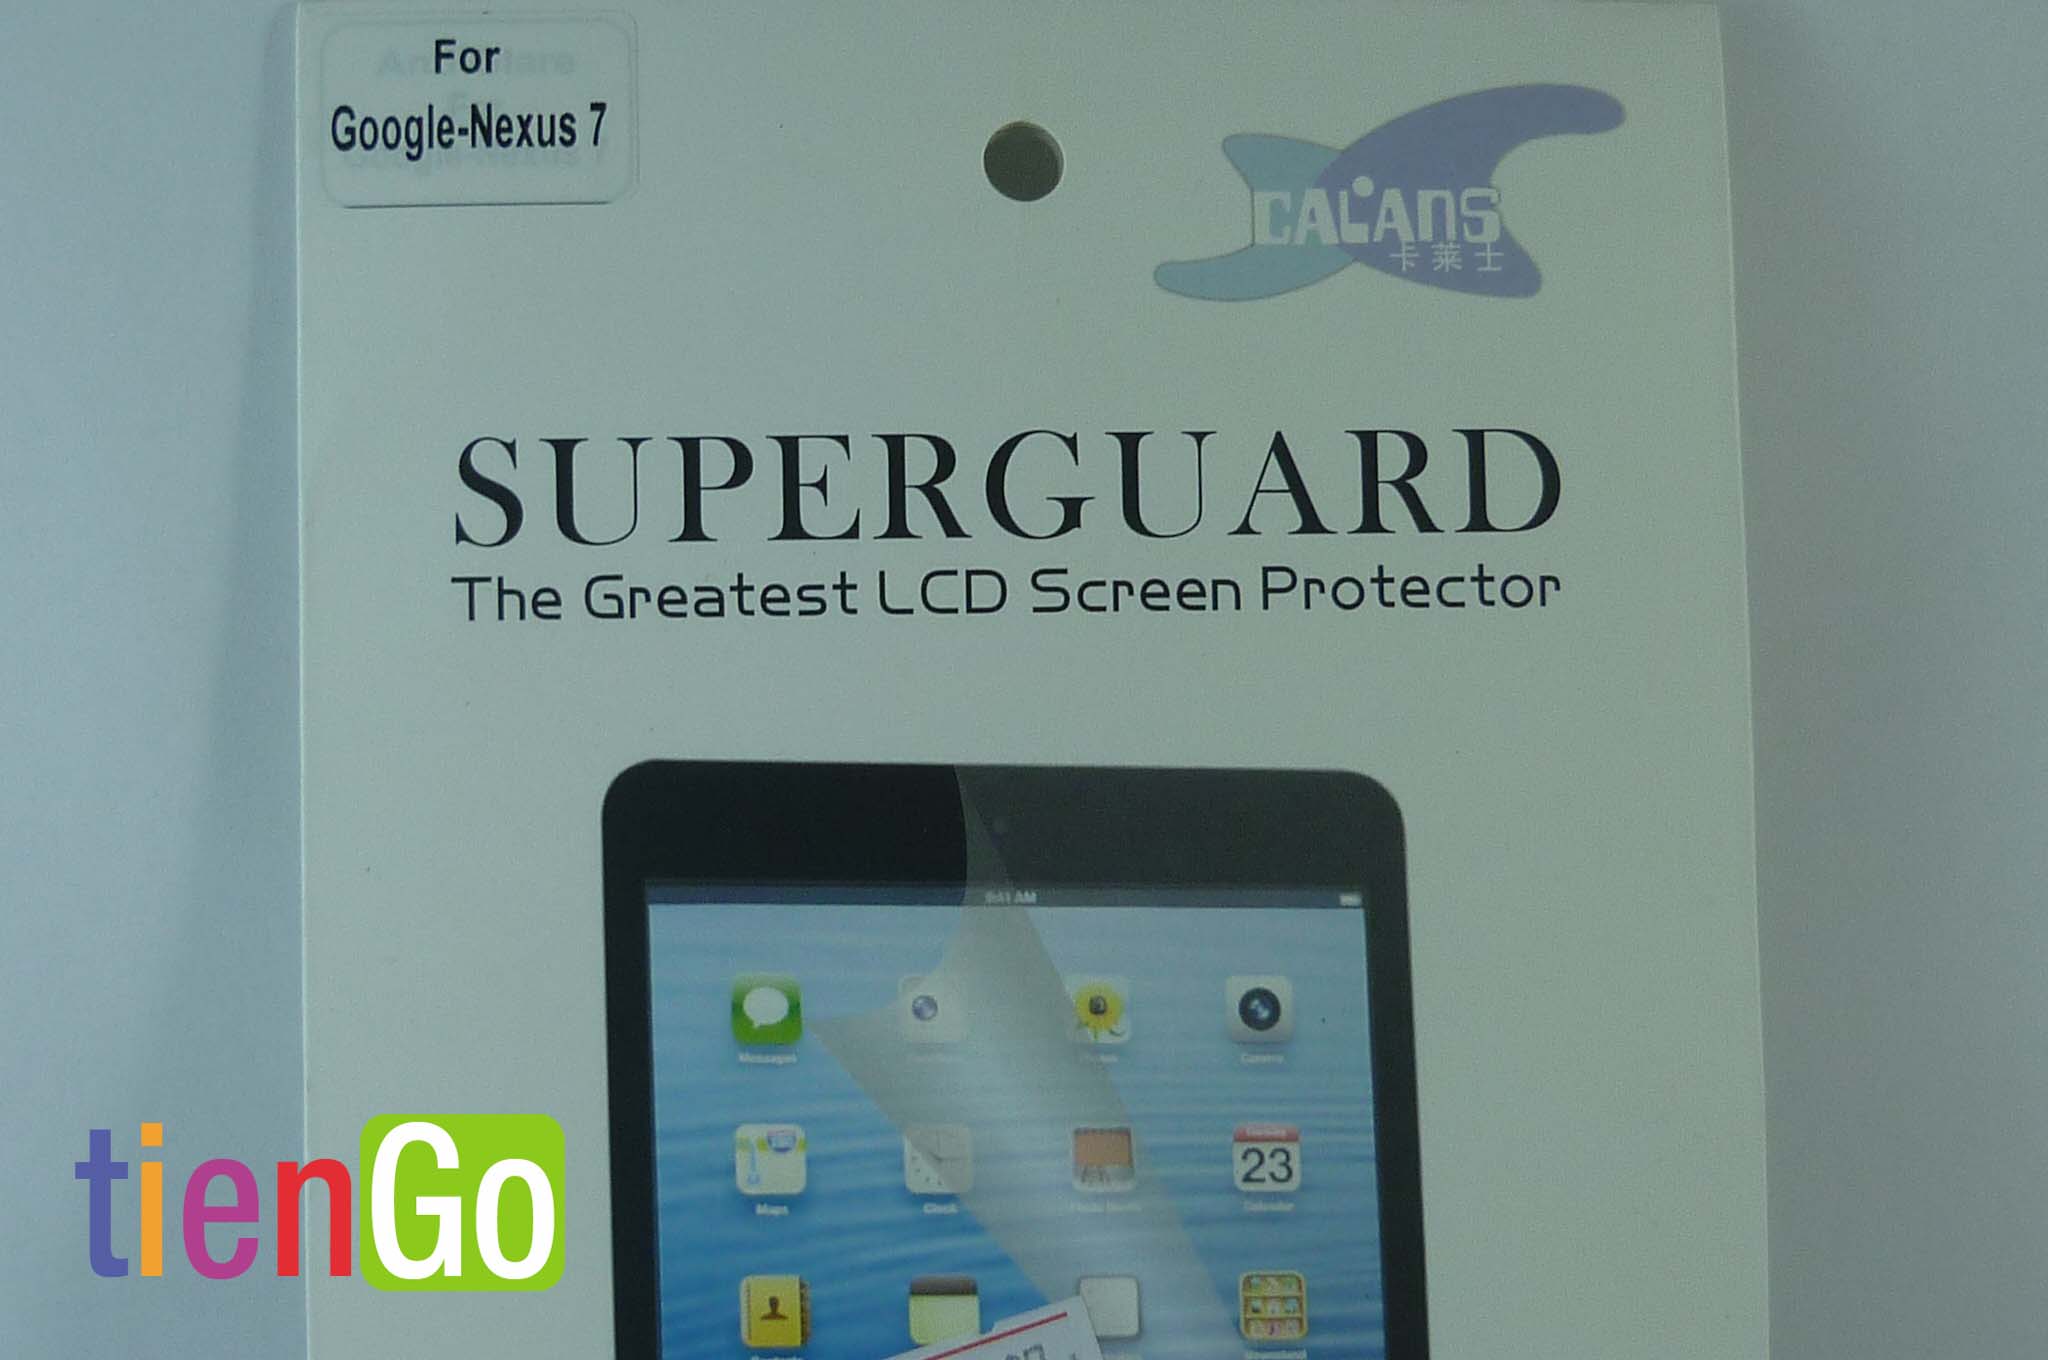 For
Google-Nexus 7
CALANS
卡莱士
SUPERGUARD
The Greatest LCD Screen Protector
9:41 AM
Messages
Camera
Maps
Clock
23
Calendar
tienGo